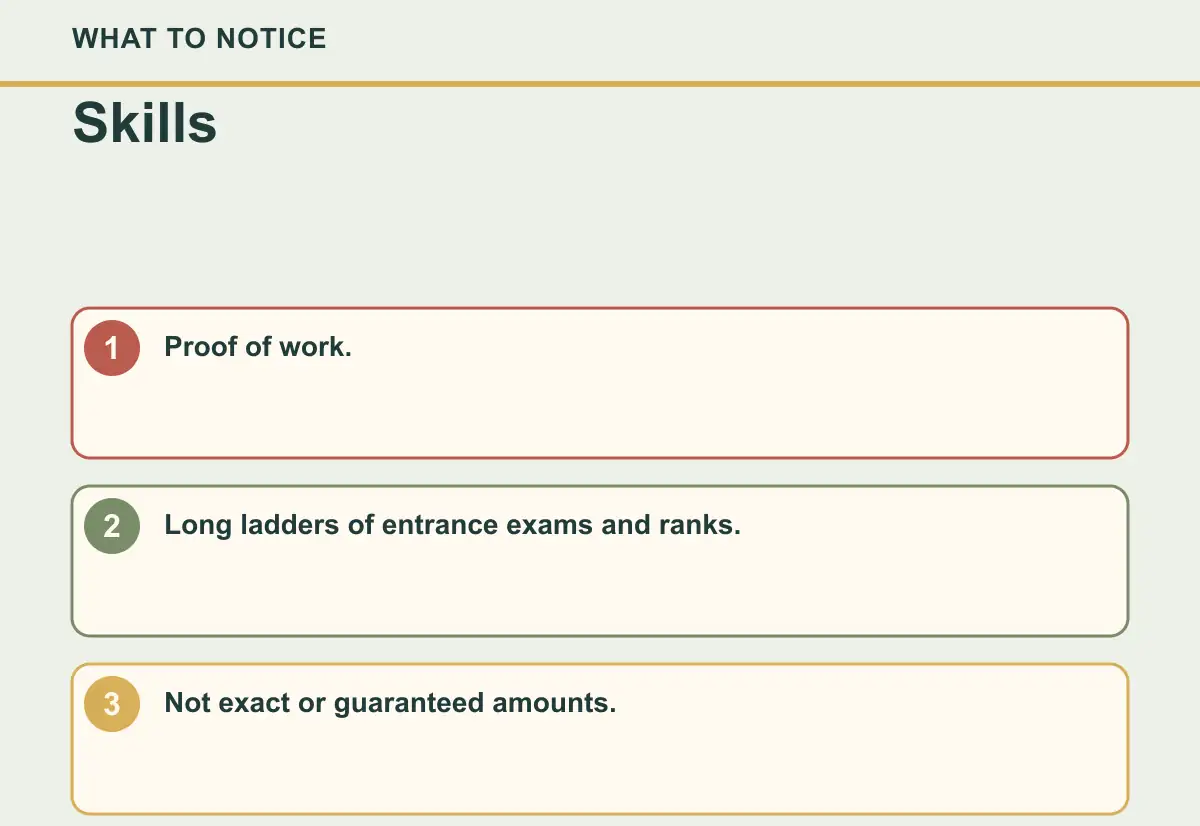 WHAT TO NOTICE
Skills
1 Proof of work.
2 Long ladders of entrance exams and ranks.
3 Not exact or guaranteed amounts.